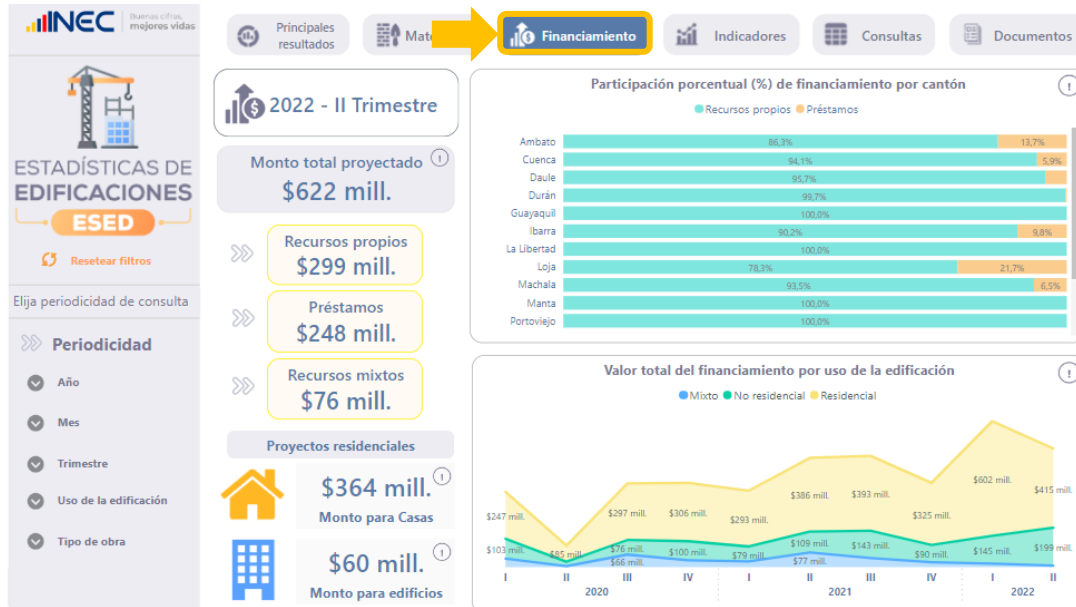 INEC
Buenas cifras,
mejores vidas
Principales
resultados
Mate
Financiamiento
Indicadores
Consultas
Documentos
ESTADÍSTICAS DE
EDIFICACIONES
ESED
Resetear filtros
Elija periodicidad de consulta
Periodicidad
Año
Mes
Trimestre
Uso de la edificación
Tipo de obra
2022 - II Trimestre
Monto total proyectado
$622 mill.
Recursos propios
$299 mill.
Préstamos
$248 mill.
Recursos mixtos
$76 mill.
Proyectos residenciales
$364 mill.
Monto para Casas
$60 mill.
Monto para edificios
Participación porcentual (%) de financiamiento por cantón
Recursos propios Préstamos
Ambato 86,3% 13,7%
Cuenca 94,1% 5,9%
Daule 95,7%
Durán 99,7%
Guayaquil 100,0%
Ibarra 90,2% 9,8%
La Libertad 100,0%
Loja 78,3% 21,7%
Machala 93,5% 6,5%
Manta 100,0%
Portoviejo 100,0%
Valor total del financiamiento por uso de la edificación
Mixto No residencial Residencial
$247 mill. $85 mill. $297 mill. $306 mill. $293 mill. $386 mill. $393 mill. $325 mill. $602 mill. $415 mill.
$103 mill. $76 mill. $100 mill. $79 mill. $109 mill. $143 mill. $90 mill. $145 mill. $199 mill.
$66 mill. $77 mill.
I II III IV I II III IV I II
2020 2021 2022